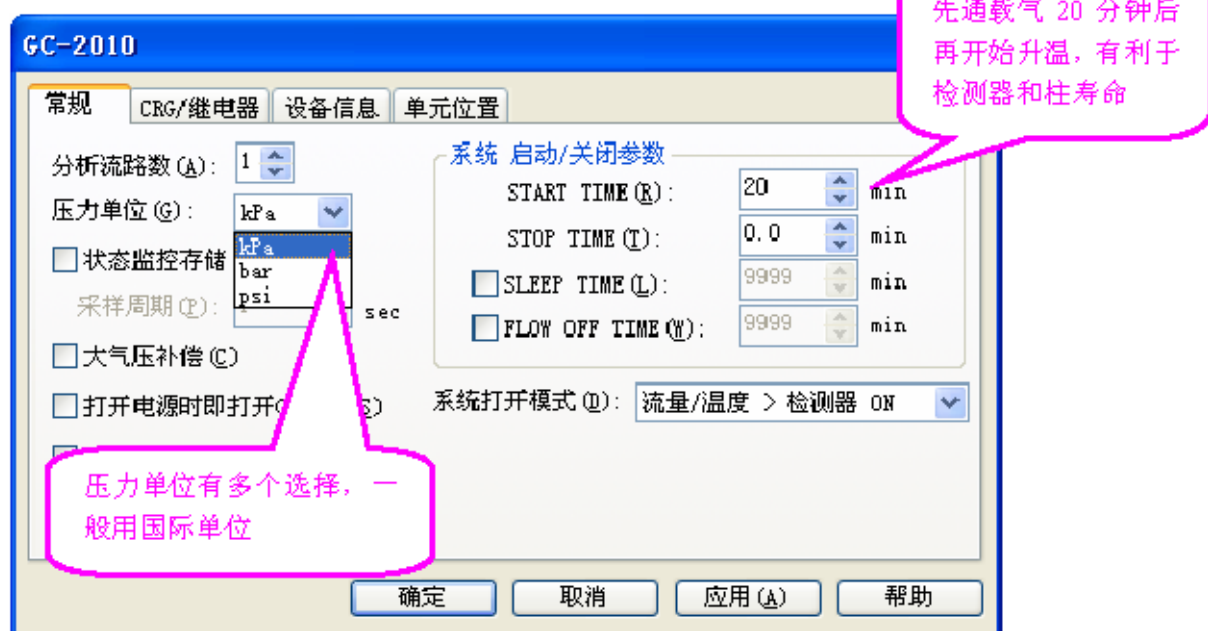 先通载气 20 分钟后
再开始升温，有利于
检测器和柱寿命
GC-2010
常规
CRG/继电器
设备信息
单元位置
分析流路数(A):
1
压力单位(G):
kPa
kPa
bar
psi
状态监控存储
采样周期(P):
sec
大气压补偿(C)
打开电源时即打开
S)
系统 启动/关闭参数
START TIME(R):
20
min
STOP TIME(T):
0.0
min
SLEEP TIME(L):
9999
min
FLOW OFF TIME(W):
9999
min
系统打开模式(D):
流量/温度 > 检测器 ON
压力单位有多个选择，一
般用国际单位
确定
取消
应用(A)
帮助